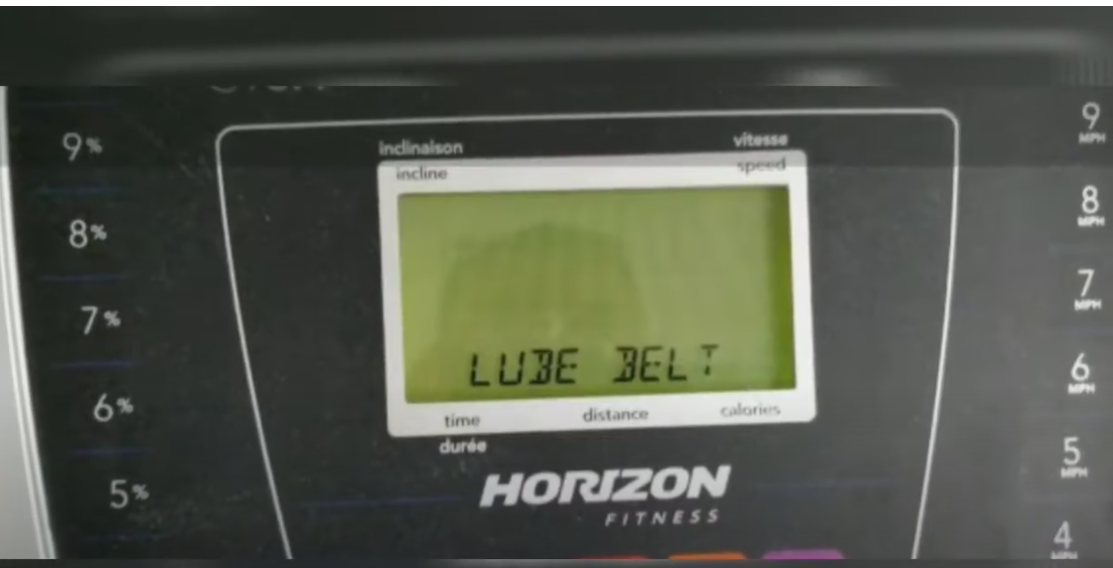 inclinaison
vitesse
incline
speed
9%
9 MPH
8%
8 MPH
7%
7 MPH
LUBE BELT
6%
6 MPH
time
distance
calories
durée
5%
5 MPH
HORIZON
FITNESS
4 MPH